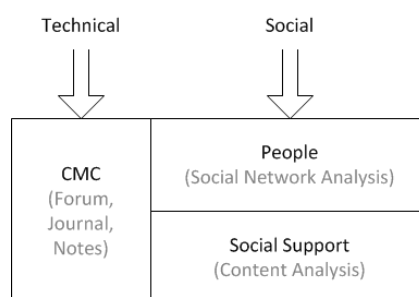 Technical
Social
CMC
(Forum,
Journal,
Notes)
People
(Social Network Analysis)
Social Support
(Content Analysis)